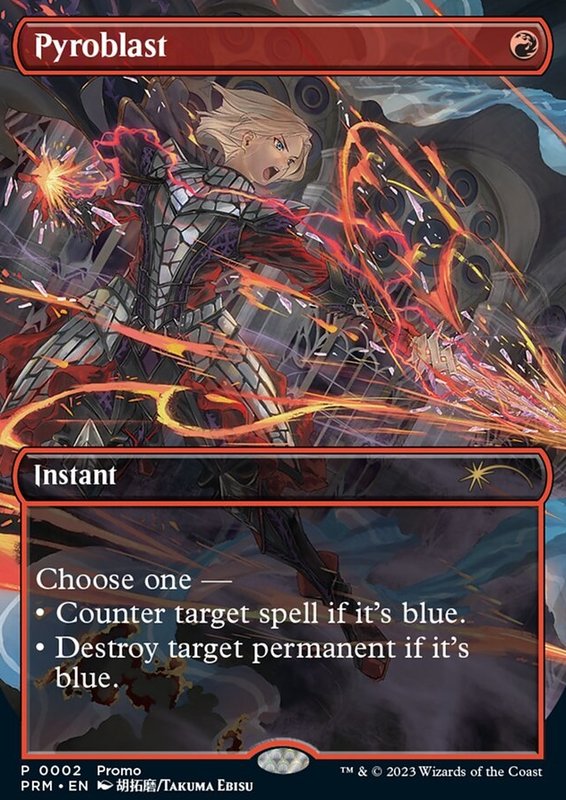 Pyroblast
Instant
Choose one —
• Counter target spell if it's blue.
• Destroy target permanent if it's
blue.
P 0002 Promo
PRM • EN 胡拓磨/Takuma Ebisu
™ & © 2023 Wizards of the Coast